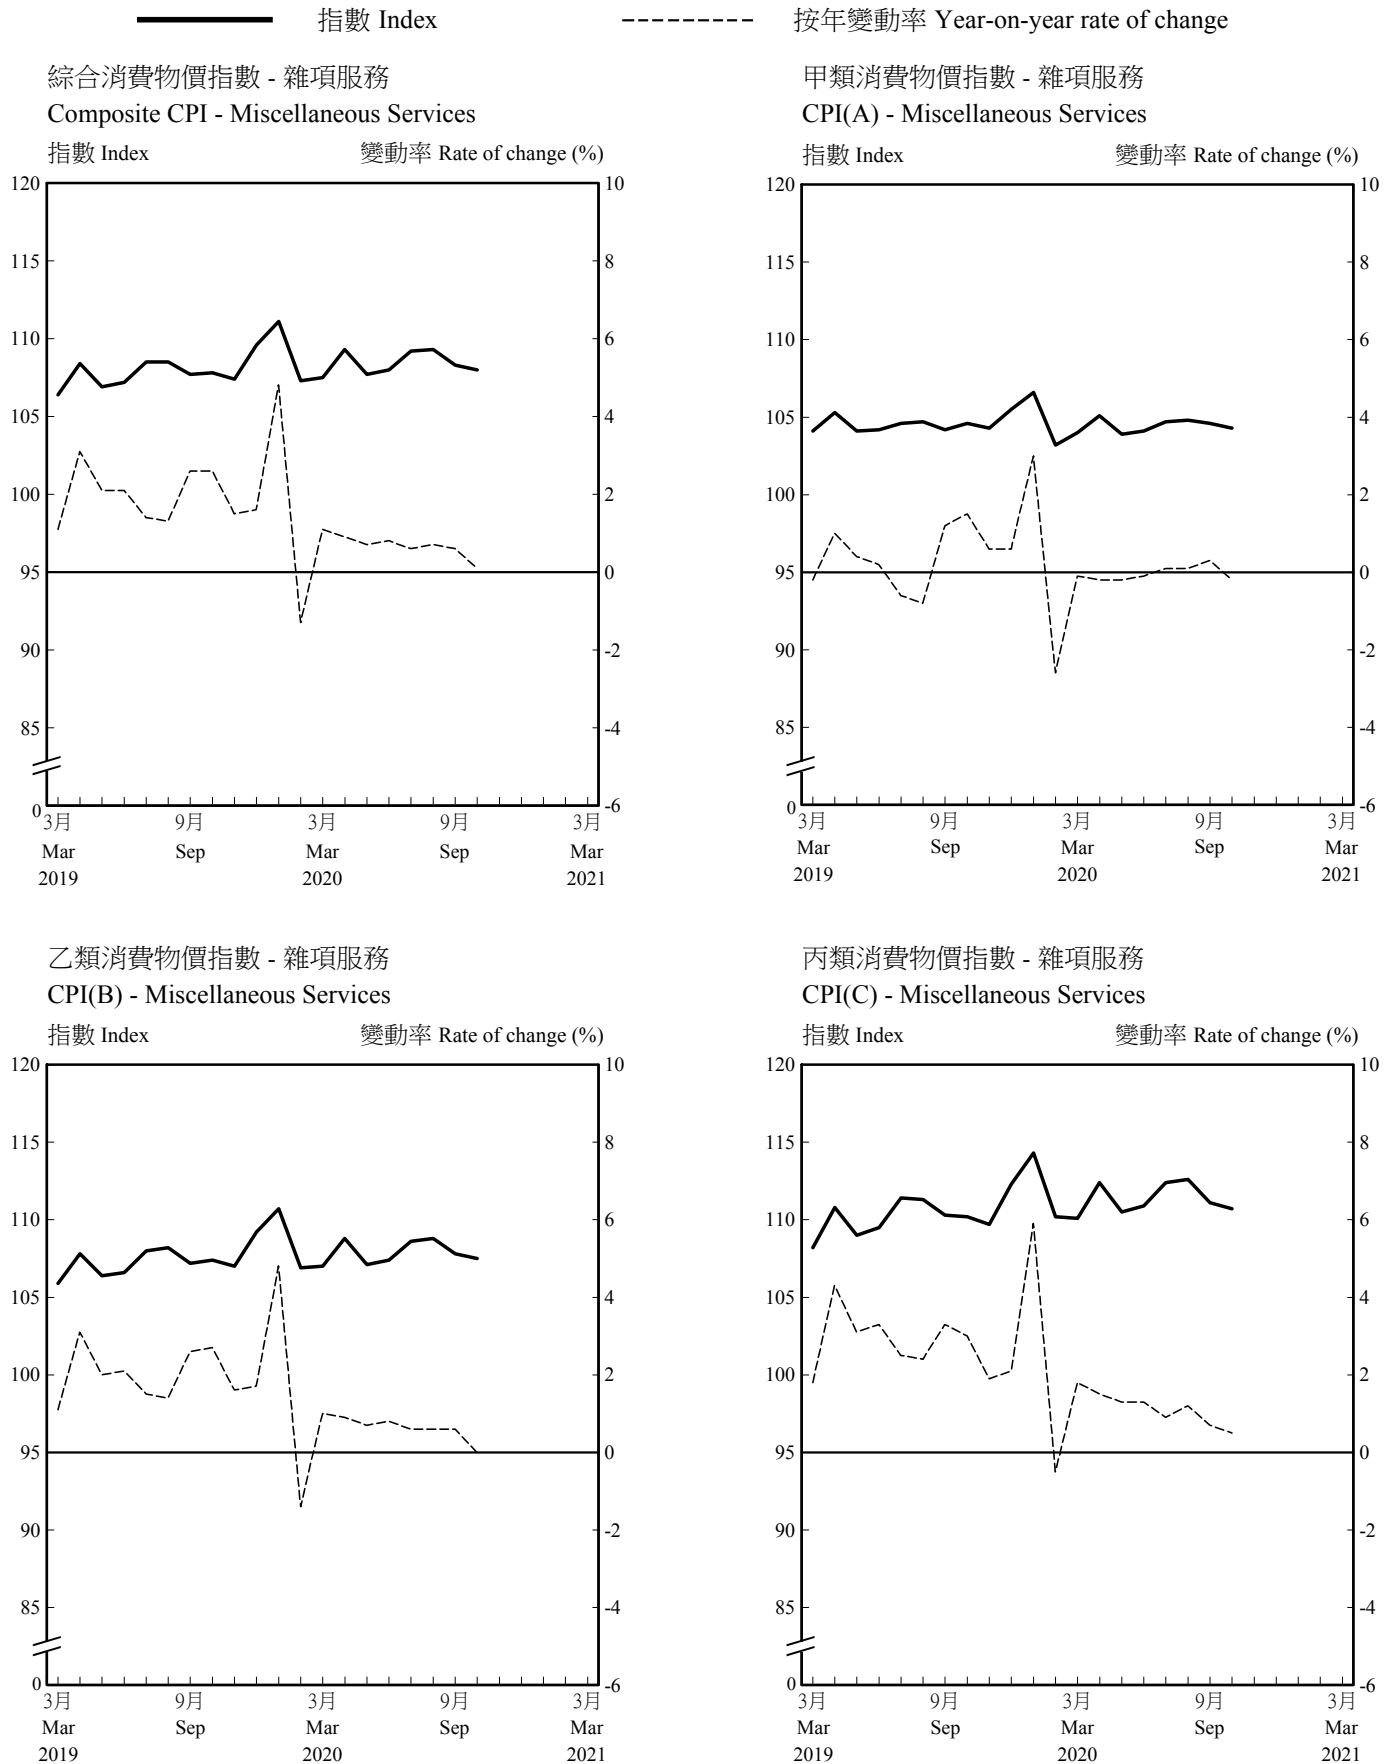 指數 Index
按年變動率 Year-on-year rate of change
綜合消費物價指數 - 雜項服務
Composite CPI - Miscellaneous Services
指數 Index 變動率 Rate of change (%)
120 10
115 8
110 6
105 4
100 2
95 0
90 -2
85 -4
0 -6
3月 9月 3月 9月 3月
Mar Sep Mar Sep Mar
2019 2020 2021
甲類消費物價指數 - 雜項服務
CPI(A) - Miscellaneous Services
指數 Index 變動率 Rate of change (%)
120 10
115 8
110 6
105 4
100 2
95 0
90 -2
85 -4
0 -6
3月 9月 3月 9月 3月
Mar Sep Mar Sep Mar
2019 2020 2021
乙類消費物價指數 - 雜項服務
CPI(B) - Miscellaneous Services
指數 Index 變動率 Rate of change (%)
120 10
115 8
110 6
105 4
100 2
95 0
90 -2
85 -4
0 -6
3月 9月 3月 9月 3月
Mar Sep Mar Sep Mar
2019 2020 2021
丙類消費物價指數 - 雜項服務
CPI(C) - Miscellaneous Services
指數 Index 變動率 Rate of change (%)
120 10
115 8
110 6
105 4
100 2
95 0
90 -2
85 -4
0 -6
3月 9月 3月 9月 3月
Mar Sep Mar Sep Mar
2019 2020 2021